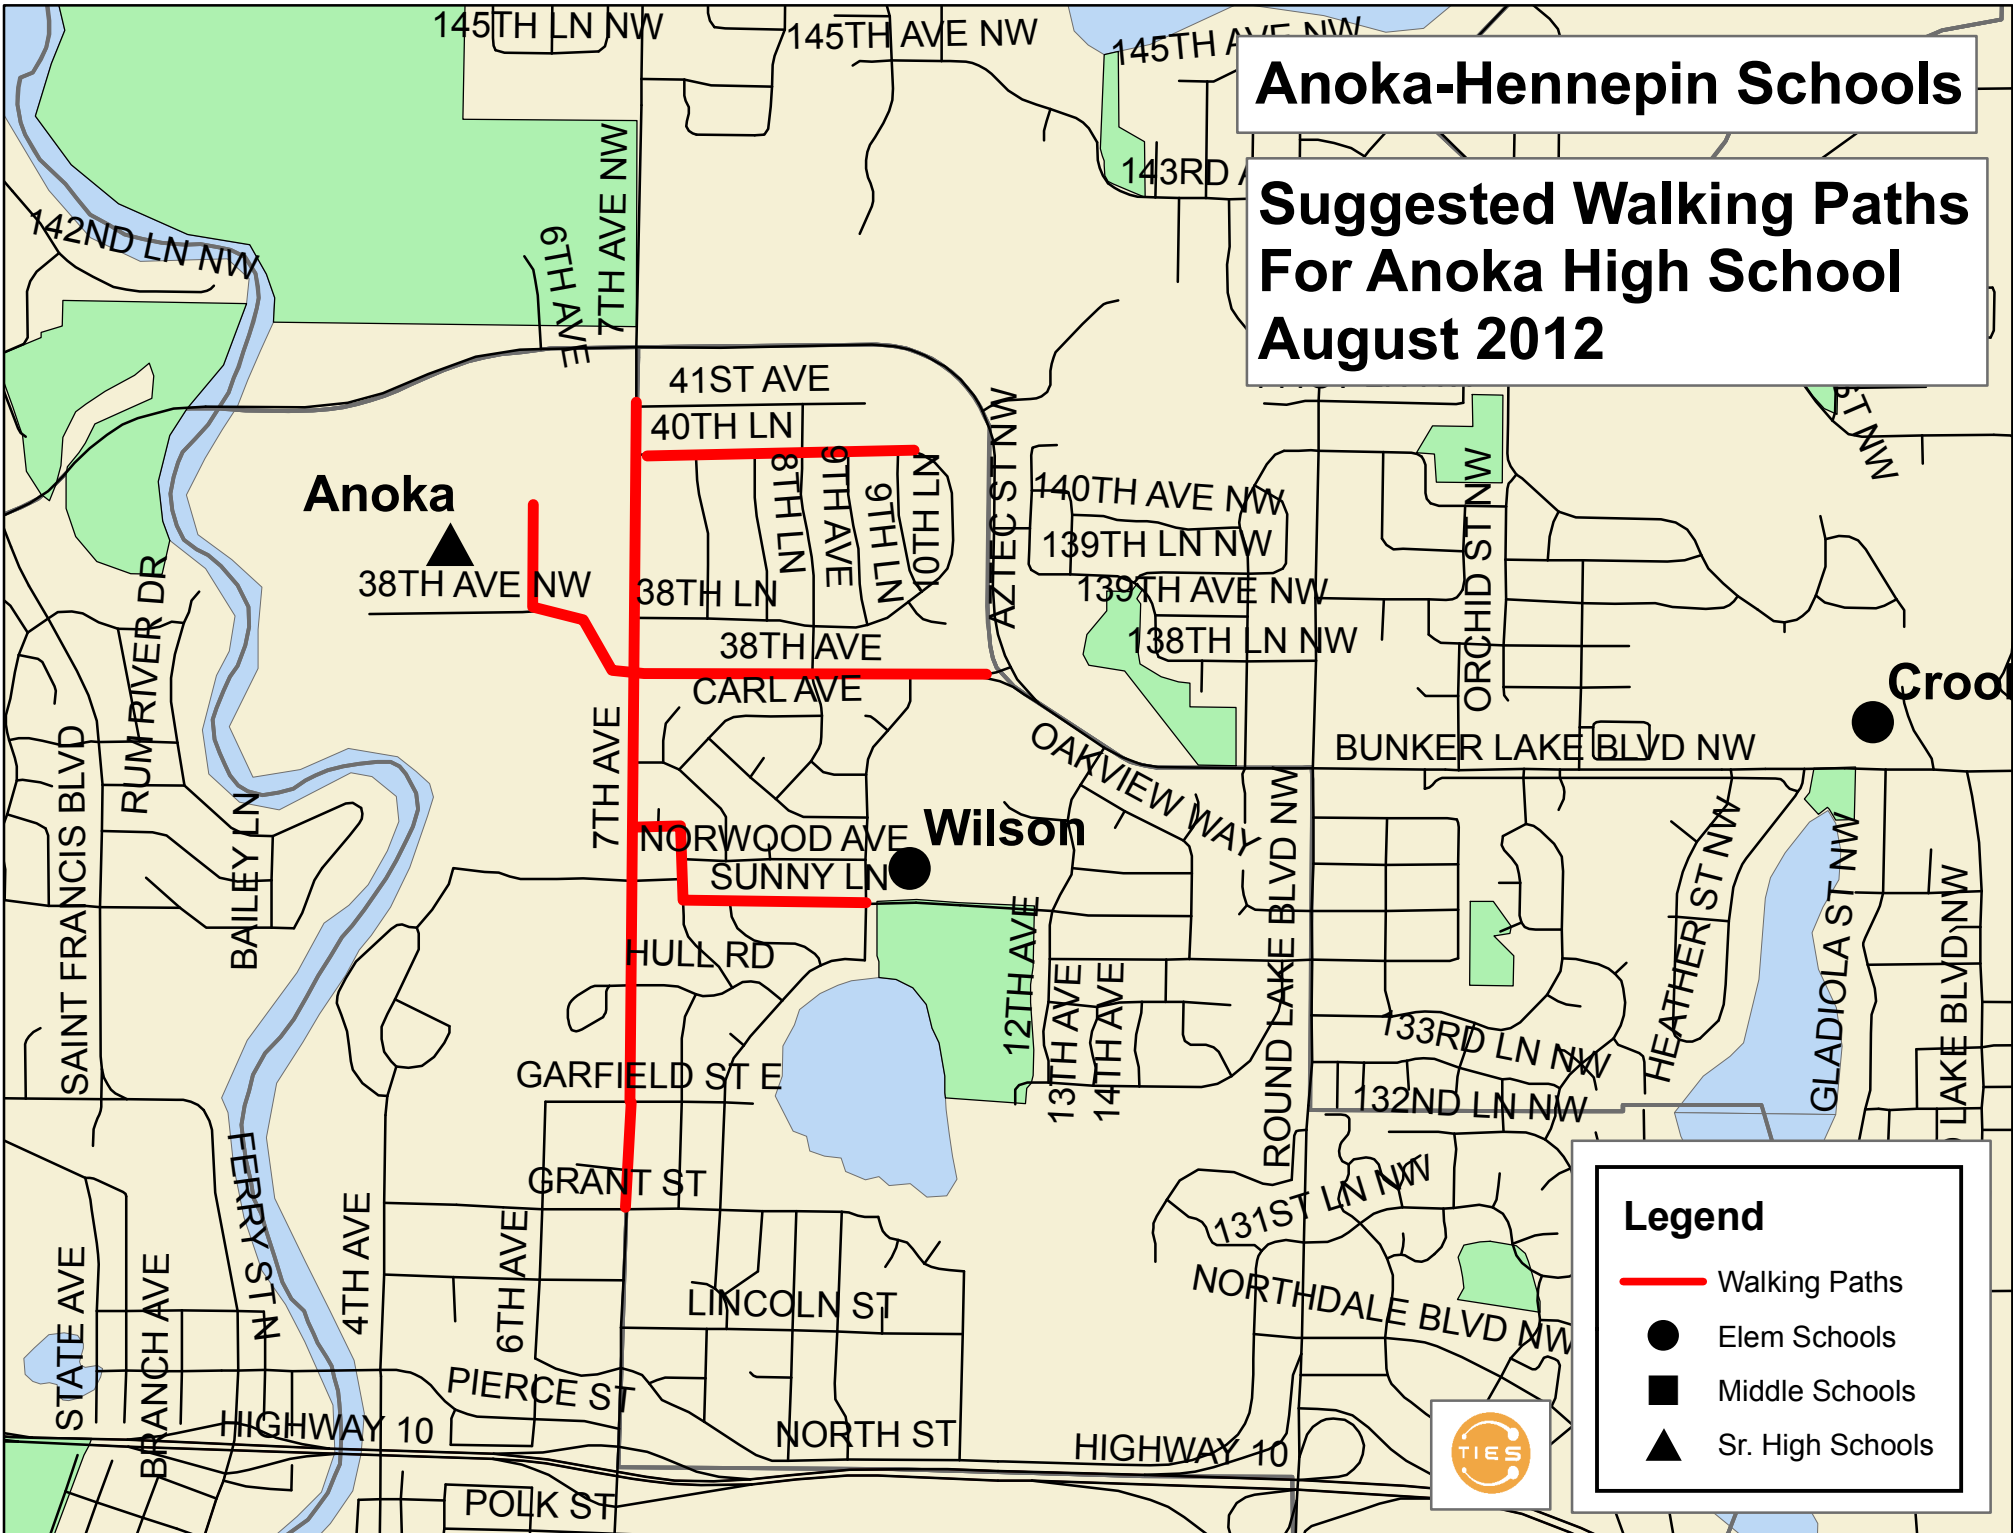 145TH LN NW
145TH AVE NW
145TH AVE NW
Anoka-Hennepin Schools
143RD
Suggested Walking Paths
For Anoka High School
August 2012
142ND LN NW
6TH AVE
7TH AVE NW
41ST AVE
40TH LN
Anoka
8TH LN
9TH AVE
9TH LN
10TH LN
AZTEC ST NW
140TH AVE NW
139TH LN NW
139TH AVE NW
138TH LN NW
ORCHID ST NW
ST NW
38TH AVE NW
38TH LN
38TH AVE
CARL AVE
RUM RIVER DR
SAINT FRANCIS BLVD
BAILEY LN
7TH AVE
OAKVIEW WAY
BUNKER LAKE BLVD NW
Croo
NORWOOD AVE
Wilson
SUNNY LN
HULL RD
12TH AVE
13TH AVE
14TH AVE
ROUND LAKE BLVD NW
HEATHER ST NW
GLADIOLA ST NW
LAKE BLVD NW
133RD LN NW
132ND LN NW
GARFIELD ST E
GRANT ST
FERRY ST N
4TH AVE
6TH AVE
STATE AVE
BRANCH AVE
131ST LN NW
NORTHDALE BLVD NW
LINCOLN ST
PIERCE ST
NORTH ST
HIGHWAY 10
HIGHWAY 10
POLK ST
TIES
Legend
Walking Paths
Elem Schools
Middle Schools
Sr. High Schools